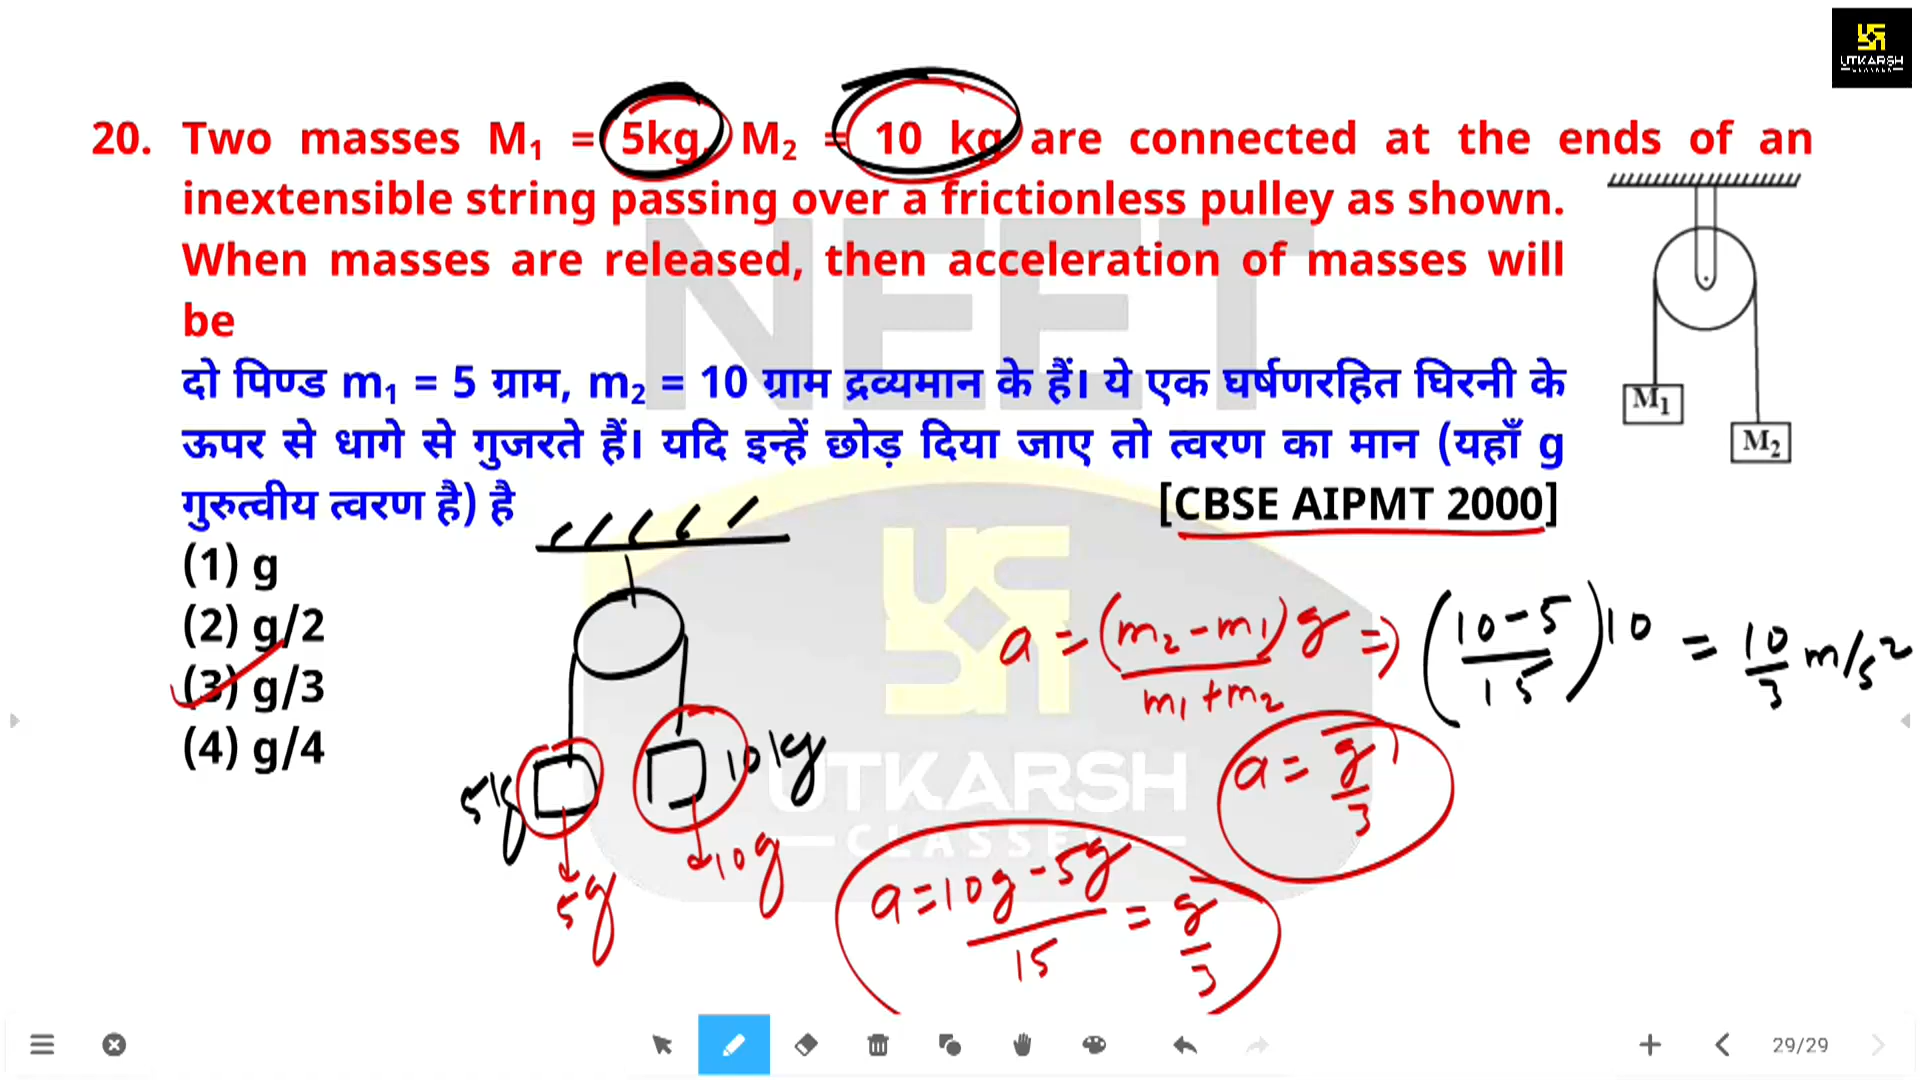 UTKARSH
CLASSES
20. Two masses M₁ = 5kg, M₂ = 10 kg are connected at the ends of an
inextensible string passing over a frictionless pulley as shown.
When masses are released, then acceleration of masses will
be
दो पिण्ड m₁ = 5 ग्राम, m₂ = 10 ग्राम द्रव्यमान के हैं। ये एक घर्षणरहित घिरनी के
ऊपर से धागे से गुजरते हैं। यदि इन्हें छोड़ दिया जाए तो त्वरण का मान (यहाँ g
गुरुत्वीय त्वरण है) है [CBSE AIPMT 2000]
(1) g
(2) g/2
(3) g/3
(4) g/4
M₁
M₂
NEET
UTKARSH
CLASSES
a = (m₂ - m₁)g / m₁ + m₂ ⇒ (10 - 5 / 15) 10 = 10/3 m/s²
a = g/3
5kg
10kg
5g
10g
a = 10g - 5g / 15 = g/3
29/29